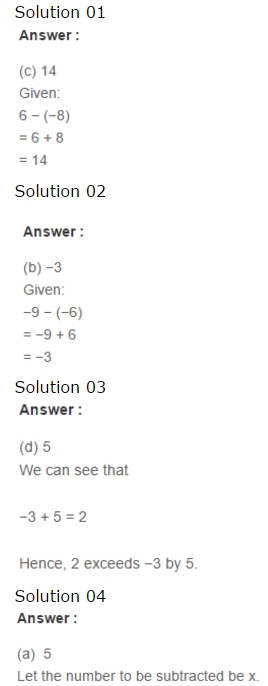 Solution 01
Answer :
(c) 14
Given:
6 – (–8)
= 6 + 8
= 14
Solution 02
Answer :
(b) –3
Given:
–9 – (–6)
= –9 + 6
= –3
Solution 03
Answer :
(d) 5
We can see that
–3 + 5 = 2
Hence, 2 exceeds –3 by 5.
Solution 04
Answer :
(a) 5
Let the number to be subtracted be x.